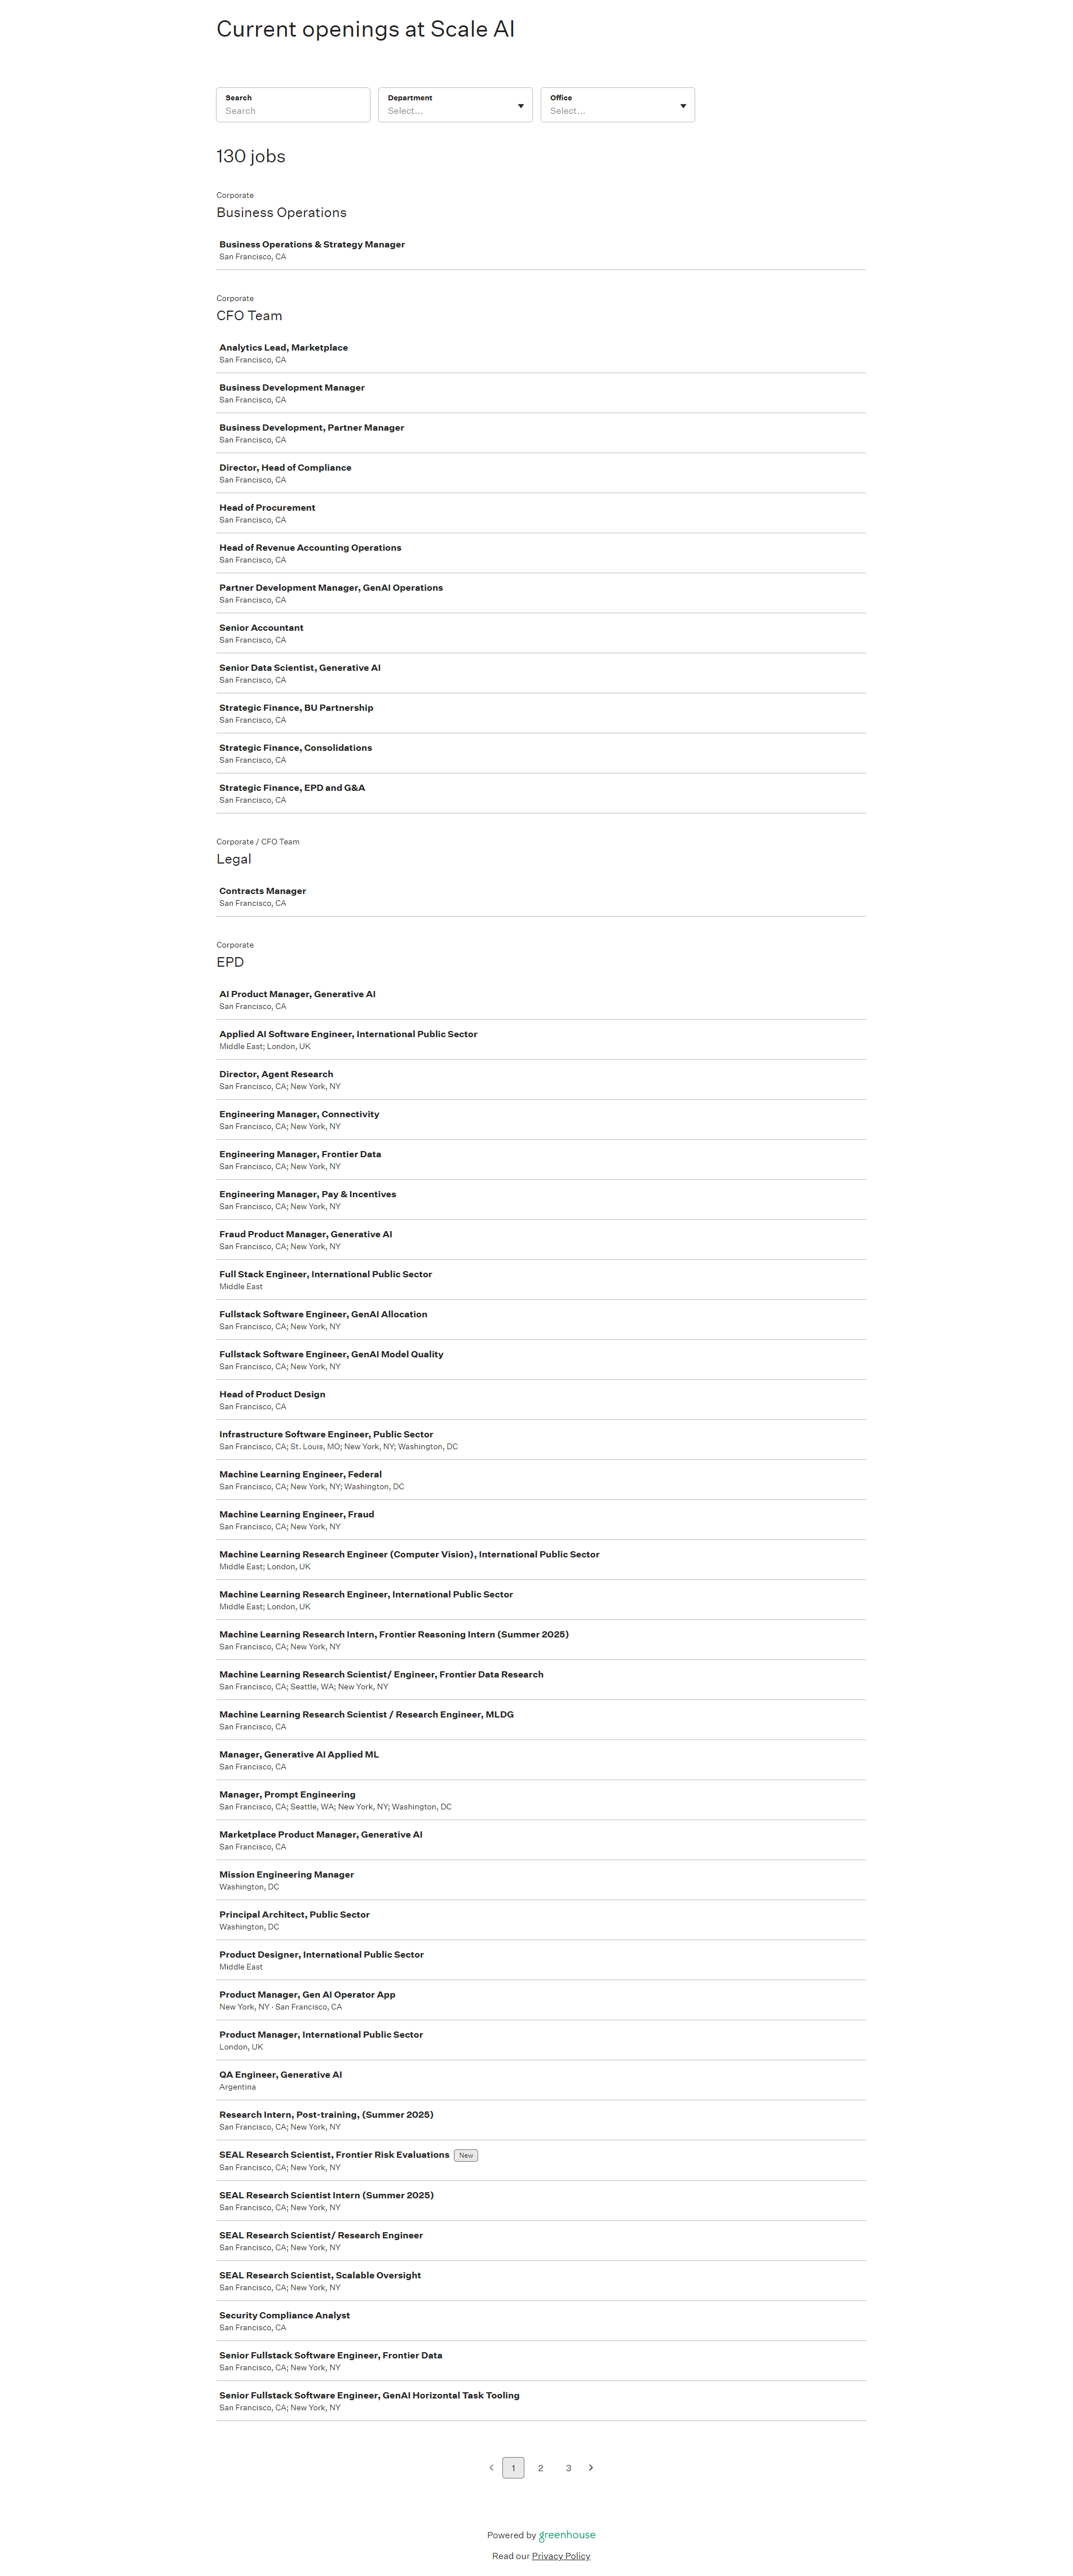 Current openings at Scale AI
Search
Search
Department
Select...
Office
Select...
130 jobs
Corporate
Business Operations
Business Operations & Strategy Manager
San Francisco, CA
Corporate
CFO Team
Analytics Lead, Marketplace
San Francisco, CA
Business Development Manager
San Francisco, CA
Business Development, Partner Manager
San Francisco, CA
Director, Head of Compliance
San Francisco, CA
Head of Procurement
San Francisco, CA
Head of Revenue Accounting Operations
San Francisco, CA
Partner Development Manager, GenAI Operations
San Francisco, CA
Senior Accountant
San Francisco, CA
Senior Data Scientist, Generative AI
San Francisco, CA
Strategic Finance, BU Partnership
San Francisco, CA
Strategic Finance, Consolidations
San Francisco, CA
Strategic Finance, EPD and G&A
San Francisco, CA
Corporate / CFO Team
Legal
Contracts Manager
San Francisco, CA
Corporate
EPD
AI Product Manager, Generative AI
San Francisco, CA
Applied AI Software Engineer, International Public Sector
Middle East; London, UK
Director, Agent Research
San Francisco, CA; New York, NY
Engineering Manager, Connectivity
San Francisco, CA; New York, NY
Engineering Manager, Frontier Data
San Francisco, CA; New York, NY
Engineering Manager, Pay & Incentives
San Francisco, CA; New York, NY
Fraud Product Manager, Generative AI
San Francisco, CA; New York, NY
Full Stack Engineer, International Public Sector
Middle East
Fullstack Software Engineer, GenAI Allocation
San Francisco, CA; New York, NY
Fullstack Software Engineer, GenAI Model Quality
San Francisco, CA; New York, NY
Head of Product Design
San Francisco, CA
Infrastructure Software Engineer, Public Sector
San Francisco, CA; St. Louis, MO; New York, NY; Washington, DC
Machine Learning Engineer, Federal
San Francisco, CA; New York, NY; Washington, DC
Machine Learning Engineer, Fraud
San Francisco, CA; New York, NY
Machine Learning Research Engineer (Computer Vision), International Public Sector
Middle East; London, UK
Machine Learning Research Engineer, International Public Sector
Middle East; London, UK
Machine Learning Research Intern, Frontier Reasoning Intern (Summer 2025)
San Francisco, CA; New York, NY
Machine Learning Research Scientist/ Engineer, Frontier Data Research
San Francisco, CA; Seattle, WA; New York, NY
Machine Learning Research Scientist / Research Engineer, MLDG
San Francisco, CA
Manager, Generative AI Applied ML
San Francisco, CA
Manager, Prompt Engineering
San Francisco, CA; Seattle, WA; New York, NY; Washington, DC
Marketplace Product Manager, Generative AI
San Francisco, CA
Mission Engineering Manager
Washington, DC
Principal Architect, Public Sector
Washington, DC
Product Designer, International Public Sector
Middle East
Product Manager, Gen AI Operator App
New York, NY · San Francisco, CA
Product Manager, International Public Sector
London, UK
QA Engineer, Generative AI
Argentina
Research Intern, Post-training, (Summer 2025)
San Francisco, CA; New York, NY
SEAL Research Scientist, Frontier Risk Evaluations New
San Francisco, CA; New York, NY
SEAL Research Scientist Intern (Summer 2025)
San Francisco, CA; New York, NY
SEAL Research Scientist/ Research Engineer
San Francisco, CA; New York, NY
SEAL Research Scientist, Scalable Oversight
San Francisco, CA; New York, NY
Security Compliance Analyst
San Francisco, CA
Senior Fullstack Software Engineer, Frontier Data
San Francisco, CA; New York, NY
Senior Fullstack Software Engineer, GenAI Horizontal Task Tooling
San Francisco, CA; New York, NY
1 2 3
Powered by greenhouse
Read our Privacy Policy